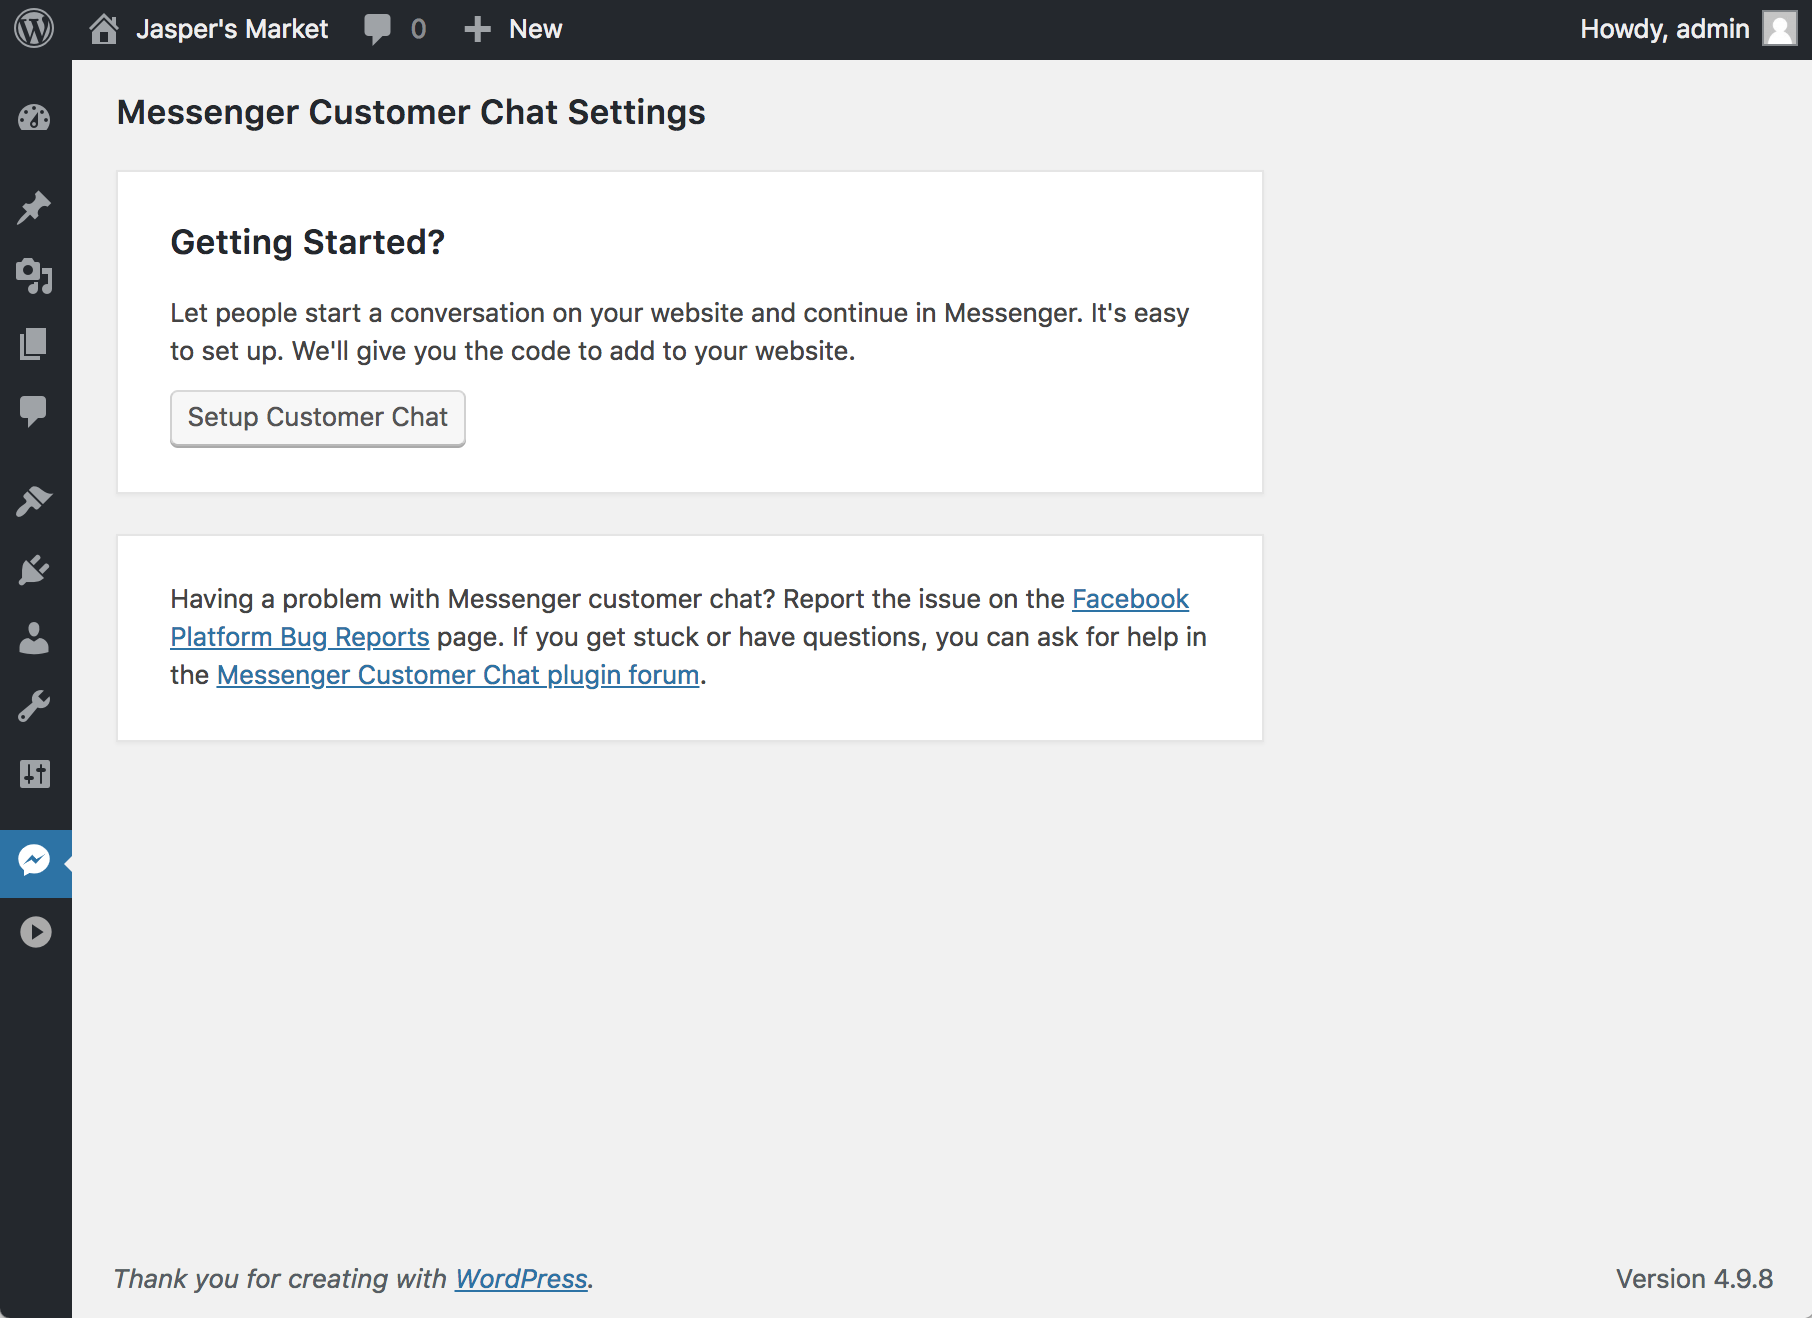 Jasper's Market 0 New Howdy, admin
Messenger Customer Chat Settings
Getting Started?
Let people start a conversation on your website and continue in Messenger. It's easy
to set up. We'll give you the code to add to your website.
Setup Customer Chat
Having a problem with Messenger customer chat? Report the issue on the Facebook
Platform Bug Reports page. If you get stuck or have questions, you can ask for help in
the Messenger Customer Chat plugin forum.
Thank you for creating with WordPress. Version 4.9.8